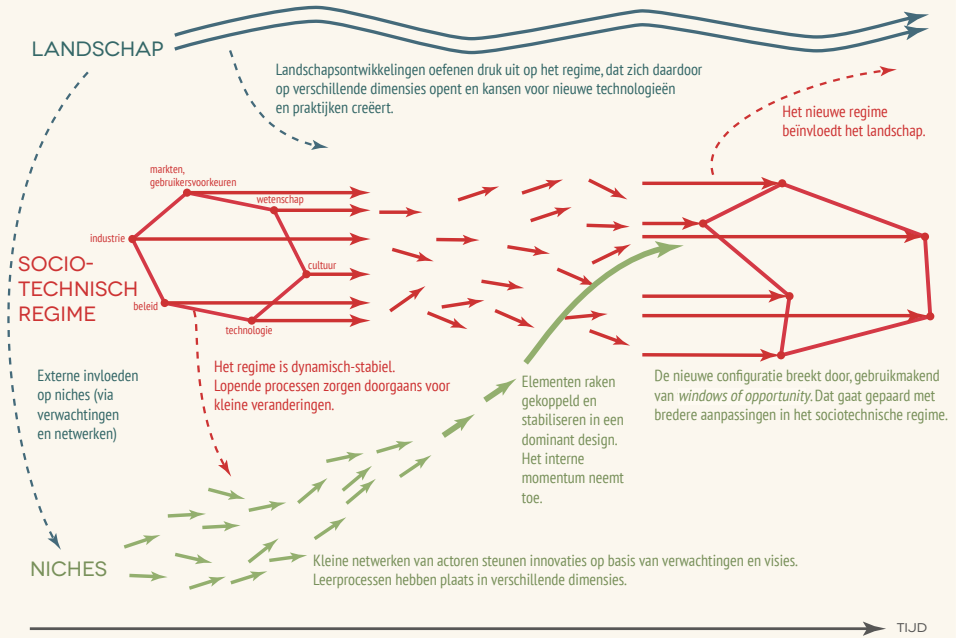 LANDSCHAP
Landschapsontwikkelingen oefenen druk uit op het regime, dat zich daardoor
op verschillende dimensies opent en kansen voor nieuwe technologieën
en praktijken creëert.
Het nieuwe regime
beïnvloedt het landschap.
markten,
gebruikersvoorkeuren
wetenschap
industrie
cultuur
beleid
technologie
SOCIO-
TECHNISCH
REGIME
Externe invloeden
op niches (via
verwachtingen
en netwerken)
Het regime is dynamisch-stabiel.
Lopende processen zorgen doorgaans voor
kleine veranderingen.
Elementen raken
gekoppeld en
stabiliseren in een
dominant design.
Het interne
momentum neemt
toe.
De nieuwe configuratie breekt door, gebruikmakend
van windows of opportunity. Dat gaat gepaard met
bredere aanpassingen in het sociotechnische regime.
NICHES
Kleine netwerken van actoren steunen innovaties op basis van verwachtingen en visies.
Leerprocessen hebben plaats in verschillende dimensies.
TIJD